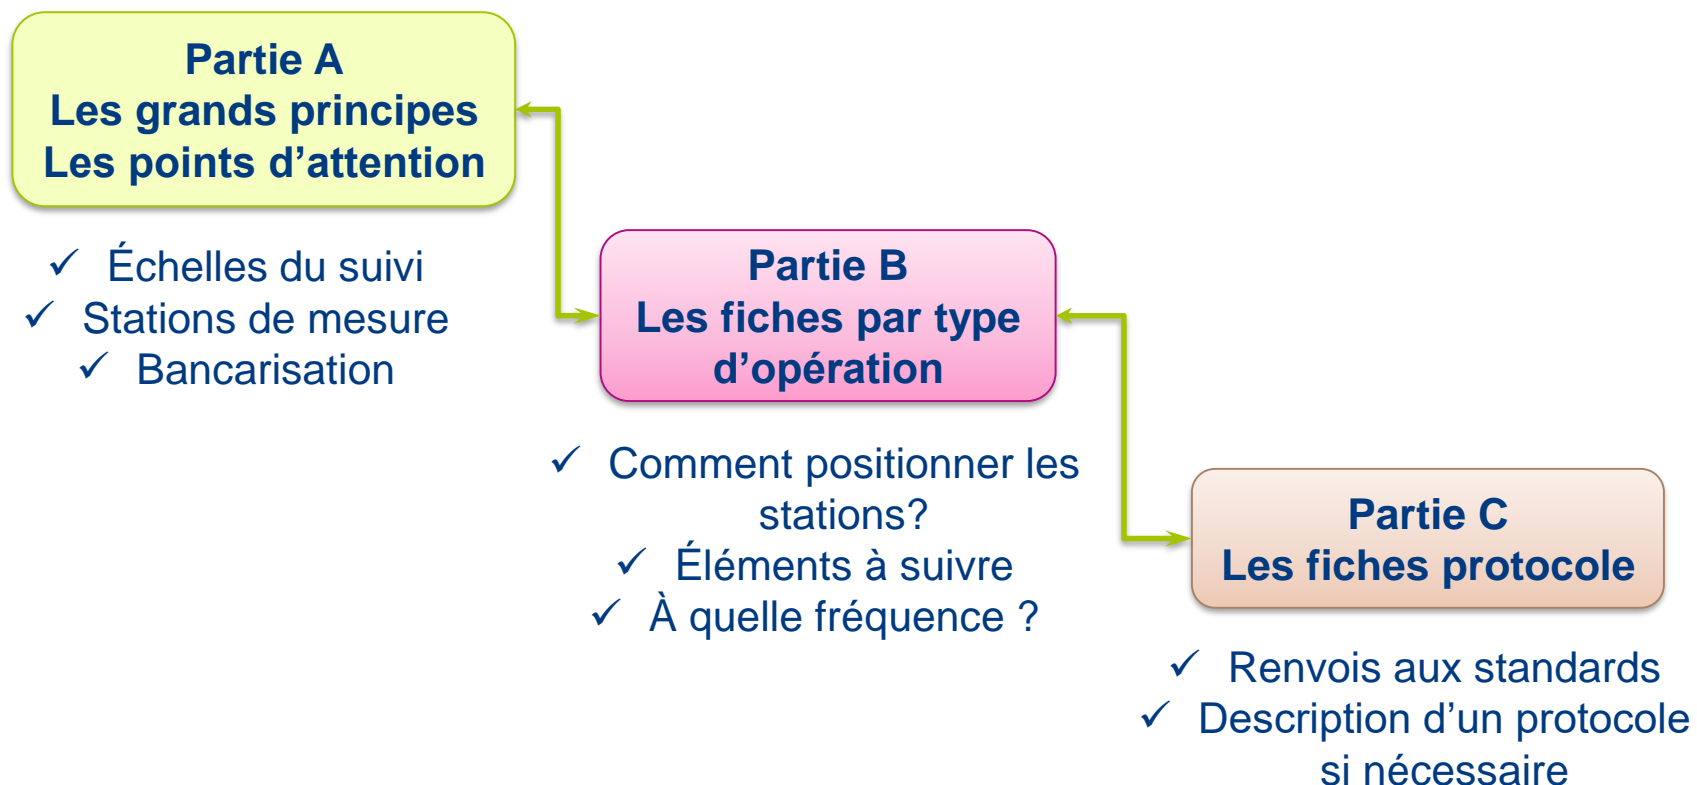 Partie A
Les grands principes
Les points d’attention
✓ Échelles du suivi
✓ Stations de mesure
✓ Bancarisation
Partie B
Les fiches par type
d’opération
✓ Comment positionner les
stations?
✓ Éléments à suivre
✓ À quelle fréquence ?
Partie C
Les fiches protocole
✓ Renvois aux standards
✓ Description d’un protocole
si nécessaire